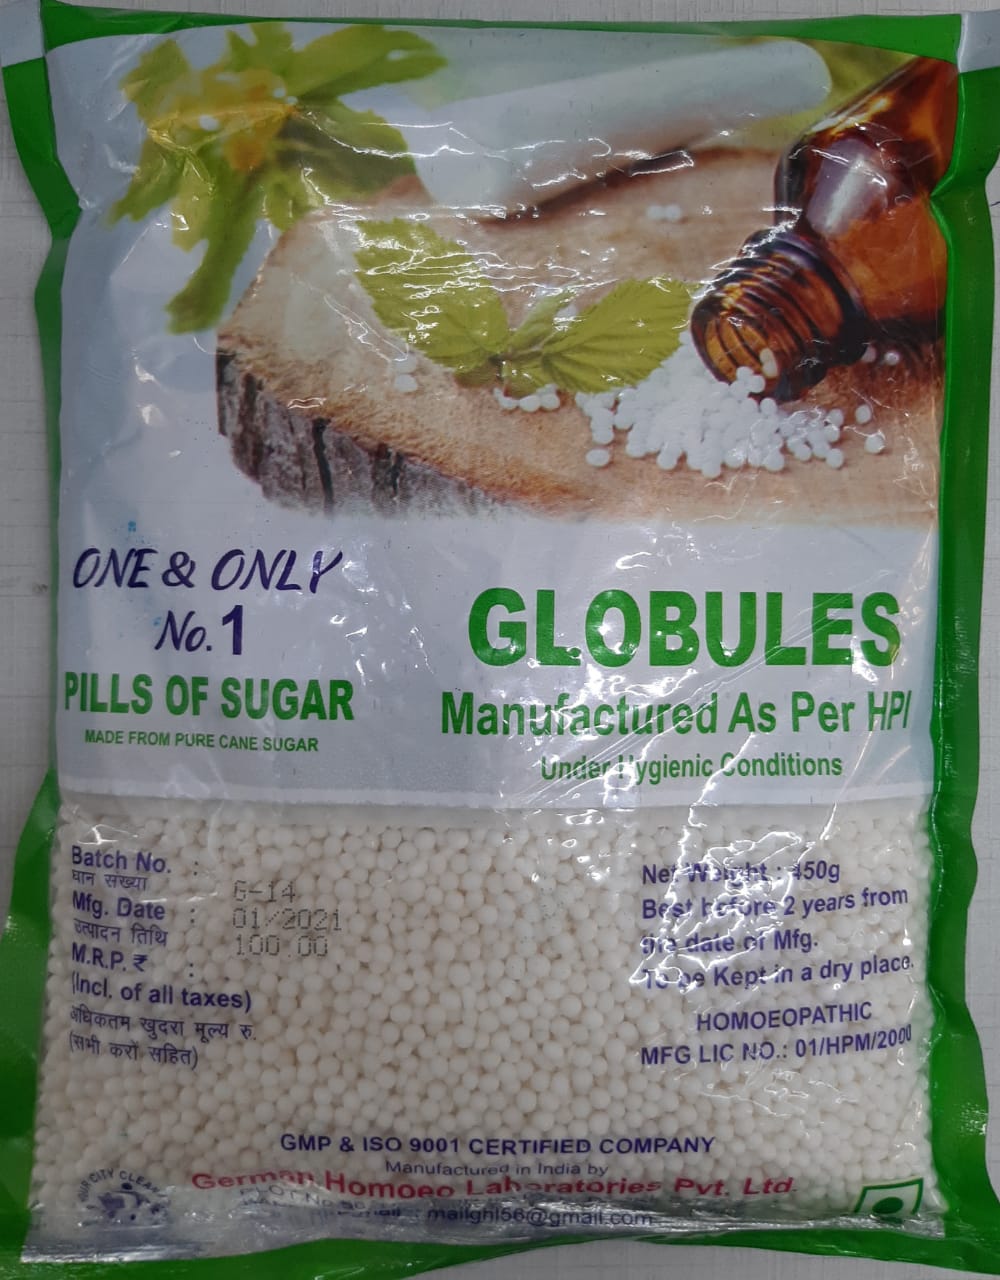 ONE & ONLY
No. 1
PILLS OF SUGAR
MADE FROM PURE CANE SUGAR
GLOBULES
Manufactured As Per HPI
Under Hygienic Conditions
Batch No. :
घान संख्या
G-14
Mfg. Date :
01/2021
उत्पादन तिथि
M.R.P. ₹ :
100.00
(Incl. of all taxes)
अधिकतम खुदरा मूल्य रु.
(सभी करों सहित)
Net Weight : 450g
Best before 2 years from
the date of Mfg.
To be Kept in a dry place.
HOMOEOPATHIC
MFG LIC NO.: 01/HPM/2000
GMP & ISO 9001 CERTIFIED COMPANY
Manufactured in India by
German Homoeo Laboratories Pvt. Ltd.
mailghl56@gmail.com
CITY CLEAN